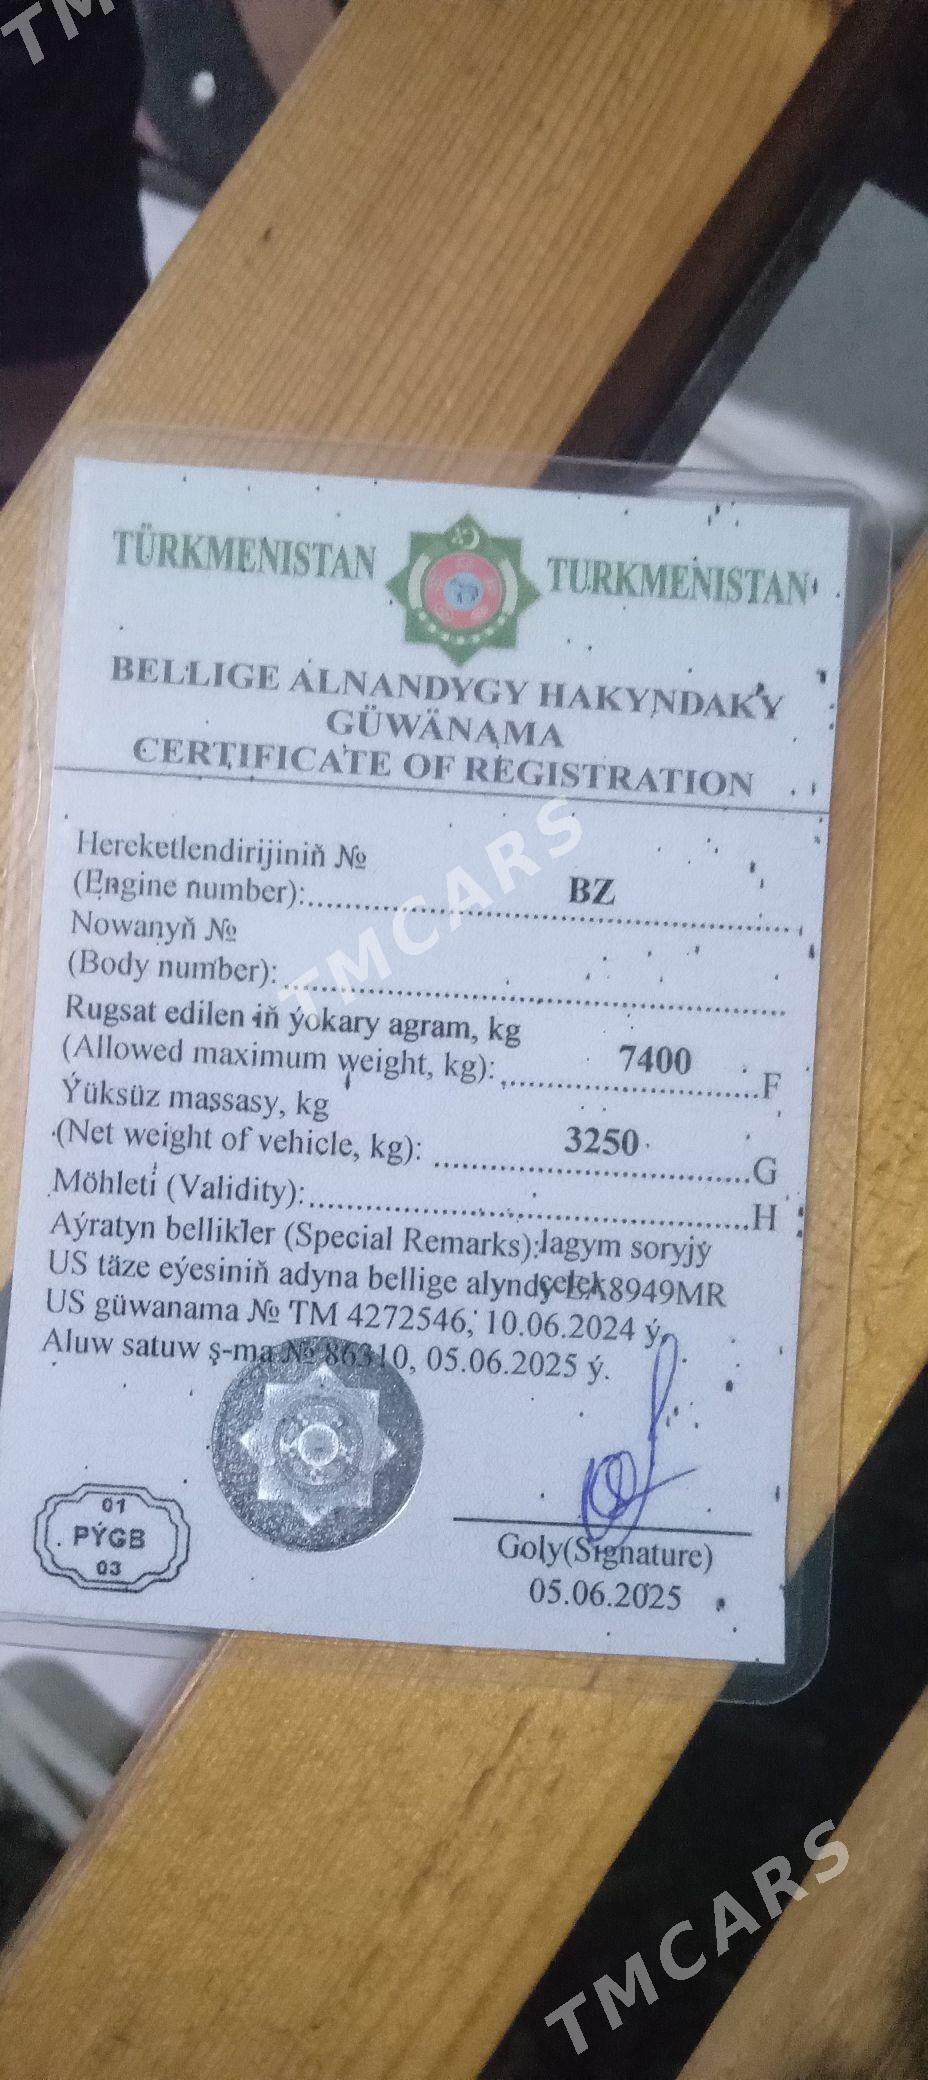 TM
TÜRKMENISTAN TURKMENISTAN
BELLIGE ALNANDYGY HAKYNDAKY
GÜWÄNAMA
CERTIFICATE OF REGISTRATION
Hereketlendirijiniň №
(Engine number): BZ
Nowanyň №
(Body number):
Rugsat edilen iň ýokary agram, kg
(Allowed maximum weight, kg): 7400 F
Ýüksüz massasy, kg
(Net weight of vehicle, kg): 3250 G
Möhleti (Validity): H
Aýratyn bellikler (Special Remarks): lagym soryjy
çelek
US täze eýesiniň adyna bellige alyndy 8949MR
US güwanama № TM 4272546, 10.06.2024 ý.
Aluw satuw ş-ma № 86310, 05.06.2025 ý.
01
PÝGB
03
Goly(Signature)
05.06.2025
TMCARS
TMCARS